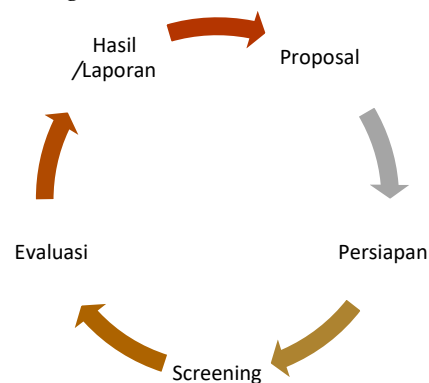 Hasil
/Laporan
Proposal
Persiapan
Screening
Evaluasi